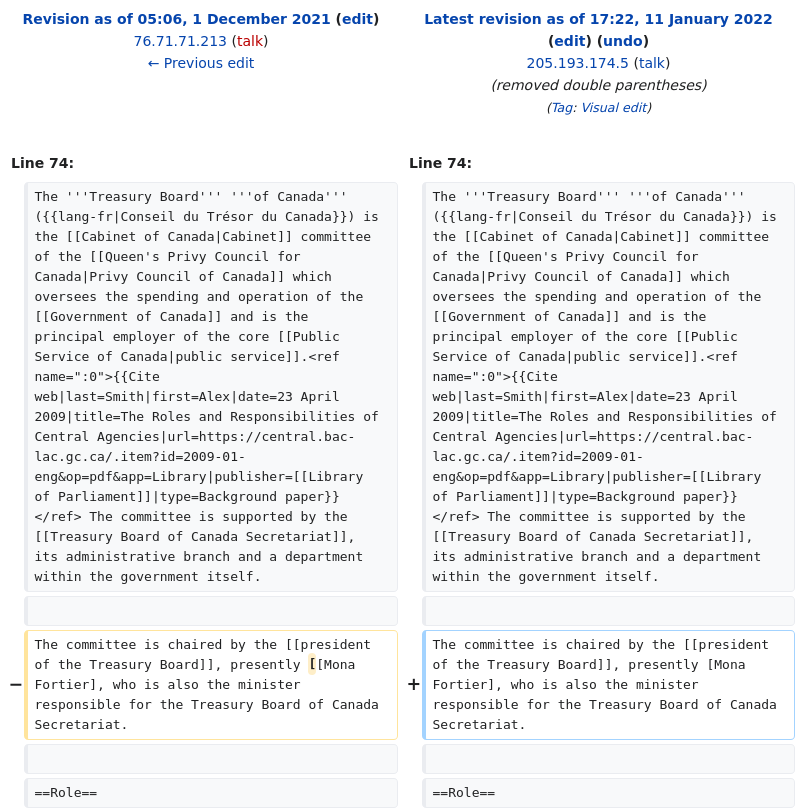 Revision as of 05:06, 1 December 2021 (edit)
76.71.71.213 (talk)
← Previous edit
Latest revision as of 17:22, 11 January 2022
(edit) (undo)
205.193.174.5 (talk)
(removed double parentheses)
(Tag: Visual edit)
Line 74:
The '''Treasury Board''' '''of Canada'''
({{lang-fr|Conseil du Trésor du Canada}}) is
the [[Cabinet of Canada|Cabinet]] committee
of the [[Queen's Privy Council for
Canada|Privy Council of Canada]] which
oversees the spending and operation of the
[[Government of Canada]] and is the
principal employer of the core [[Public
Service of Canada|public service]].<ref
name=":0">{{Cite
web|last=Smith|first=Alex|date=23 April
2009|title=The Roles and Responsibilities of
Central Agencies|url=https://central.bac-
lac.gc.ca/.item?id=2009-01-
eng&op=pdf&app=Library|publisher=[[Library
of Parliament]]|type=Background paper}}
</ref> The committee is supported by the
[[Treasury Board of Canada Secretariat]],
its administrative branch and a department
within the government itself.
− The committee is chaired by the [[president
of the Treasury Board]], presently [[Mona
Fortier], who is also the minister
responsible for the Treasury Board of Canada
Secretariat.
==Role==
Line 74:
The '''Treasury Board''' '''of Canada'''
({{lang-fr|Conseil du Trésor du Canada}}) is
the [[Cabinet of Canada|Cabinet]] committee
of the [[Queen's Privy Council for
Canada|Privy Council of Canada]] which
oversees the spending and operation of the
[[Government of Canada]] and is the
principal employer of the core [[Public
Service of Canada|public service]].<ref
name=":0">{{Cite
web|last=Smith|first=Alex|date=23 April
2009|title=The Roles and Responsibilities of
Central Agencies|url=https://central.bac-
lac.gc.ca/.item?id=2009-01-
eng&op=pdf&app=Library|publisher=[[Library
of Parliament]]|type=Background paper}}
</ref> The committee is supported by the
[[Treasury Board of Canada Secretariat]],
its administrative branch and a department
within the government itself.
+ The committee is chaired by the [[president
of the Treasury Board]], presently [Mona
Fortier], who is also the minister
responsible for the Treasury Board of Canada
Secretariat.
==Role==